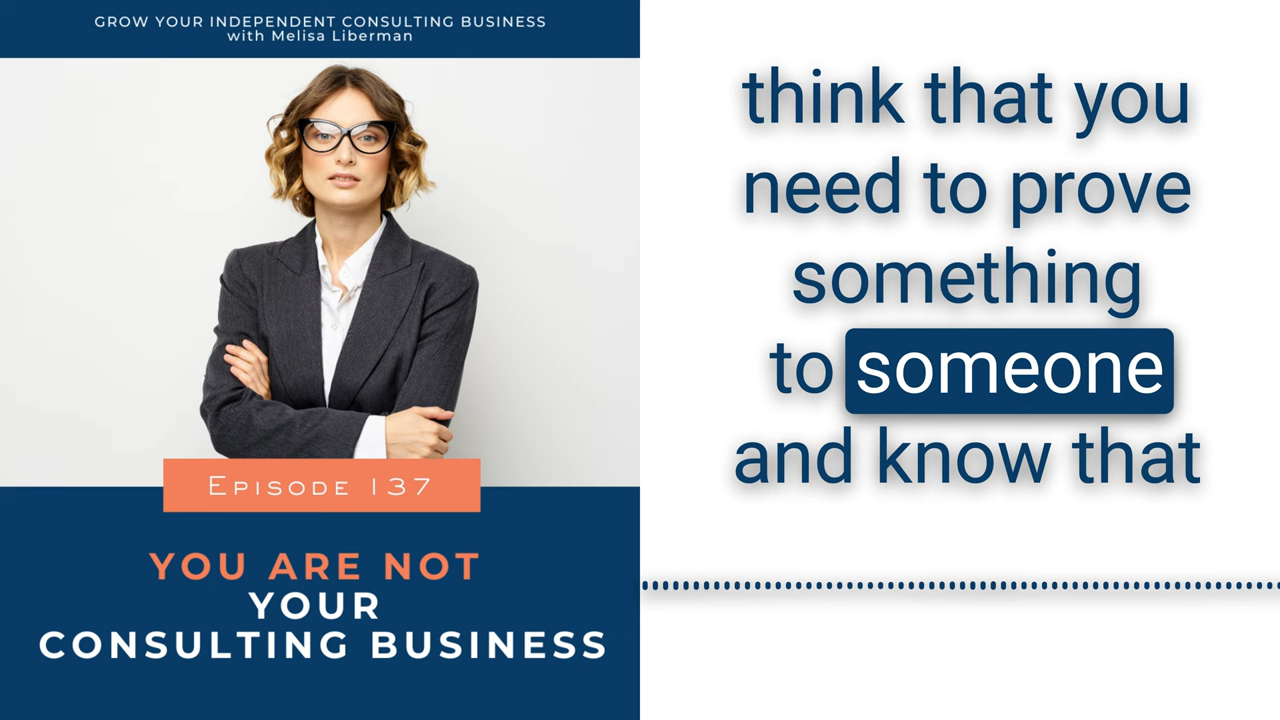 GROW YOUR INDEPENDENT CONSULTING BUSINESS
with Melisa Liberman
EPISODE 137
YOU ARE NOT
YOUR
CONSULTING BUSINESS
think that you
need to prove
something
to someone
and know that